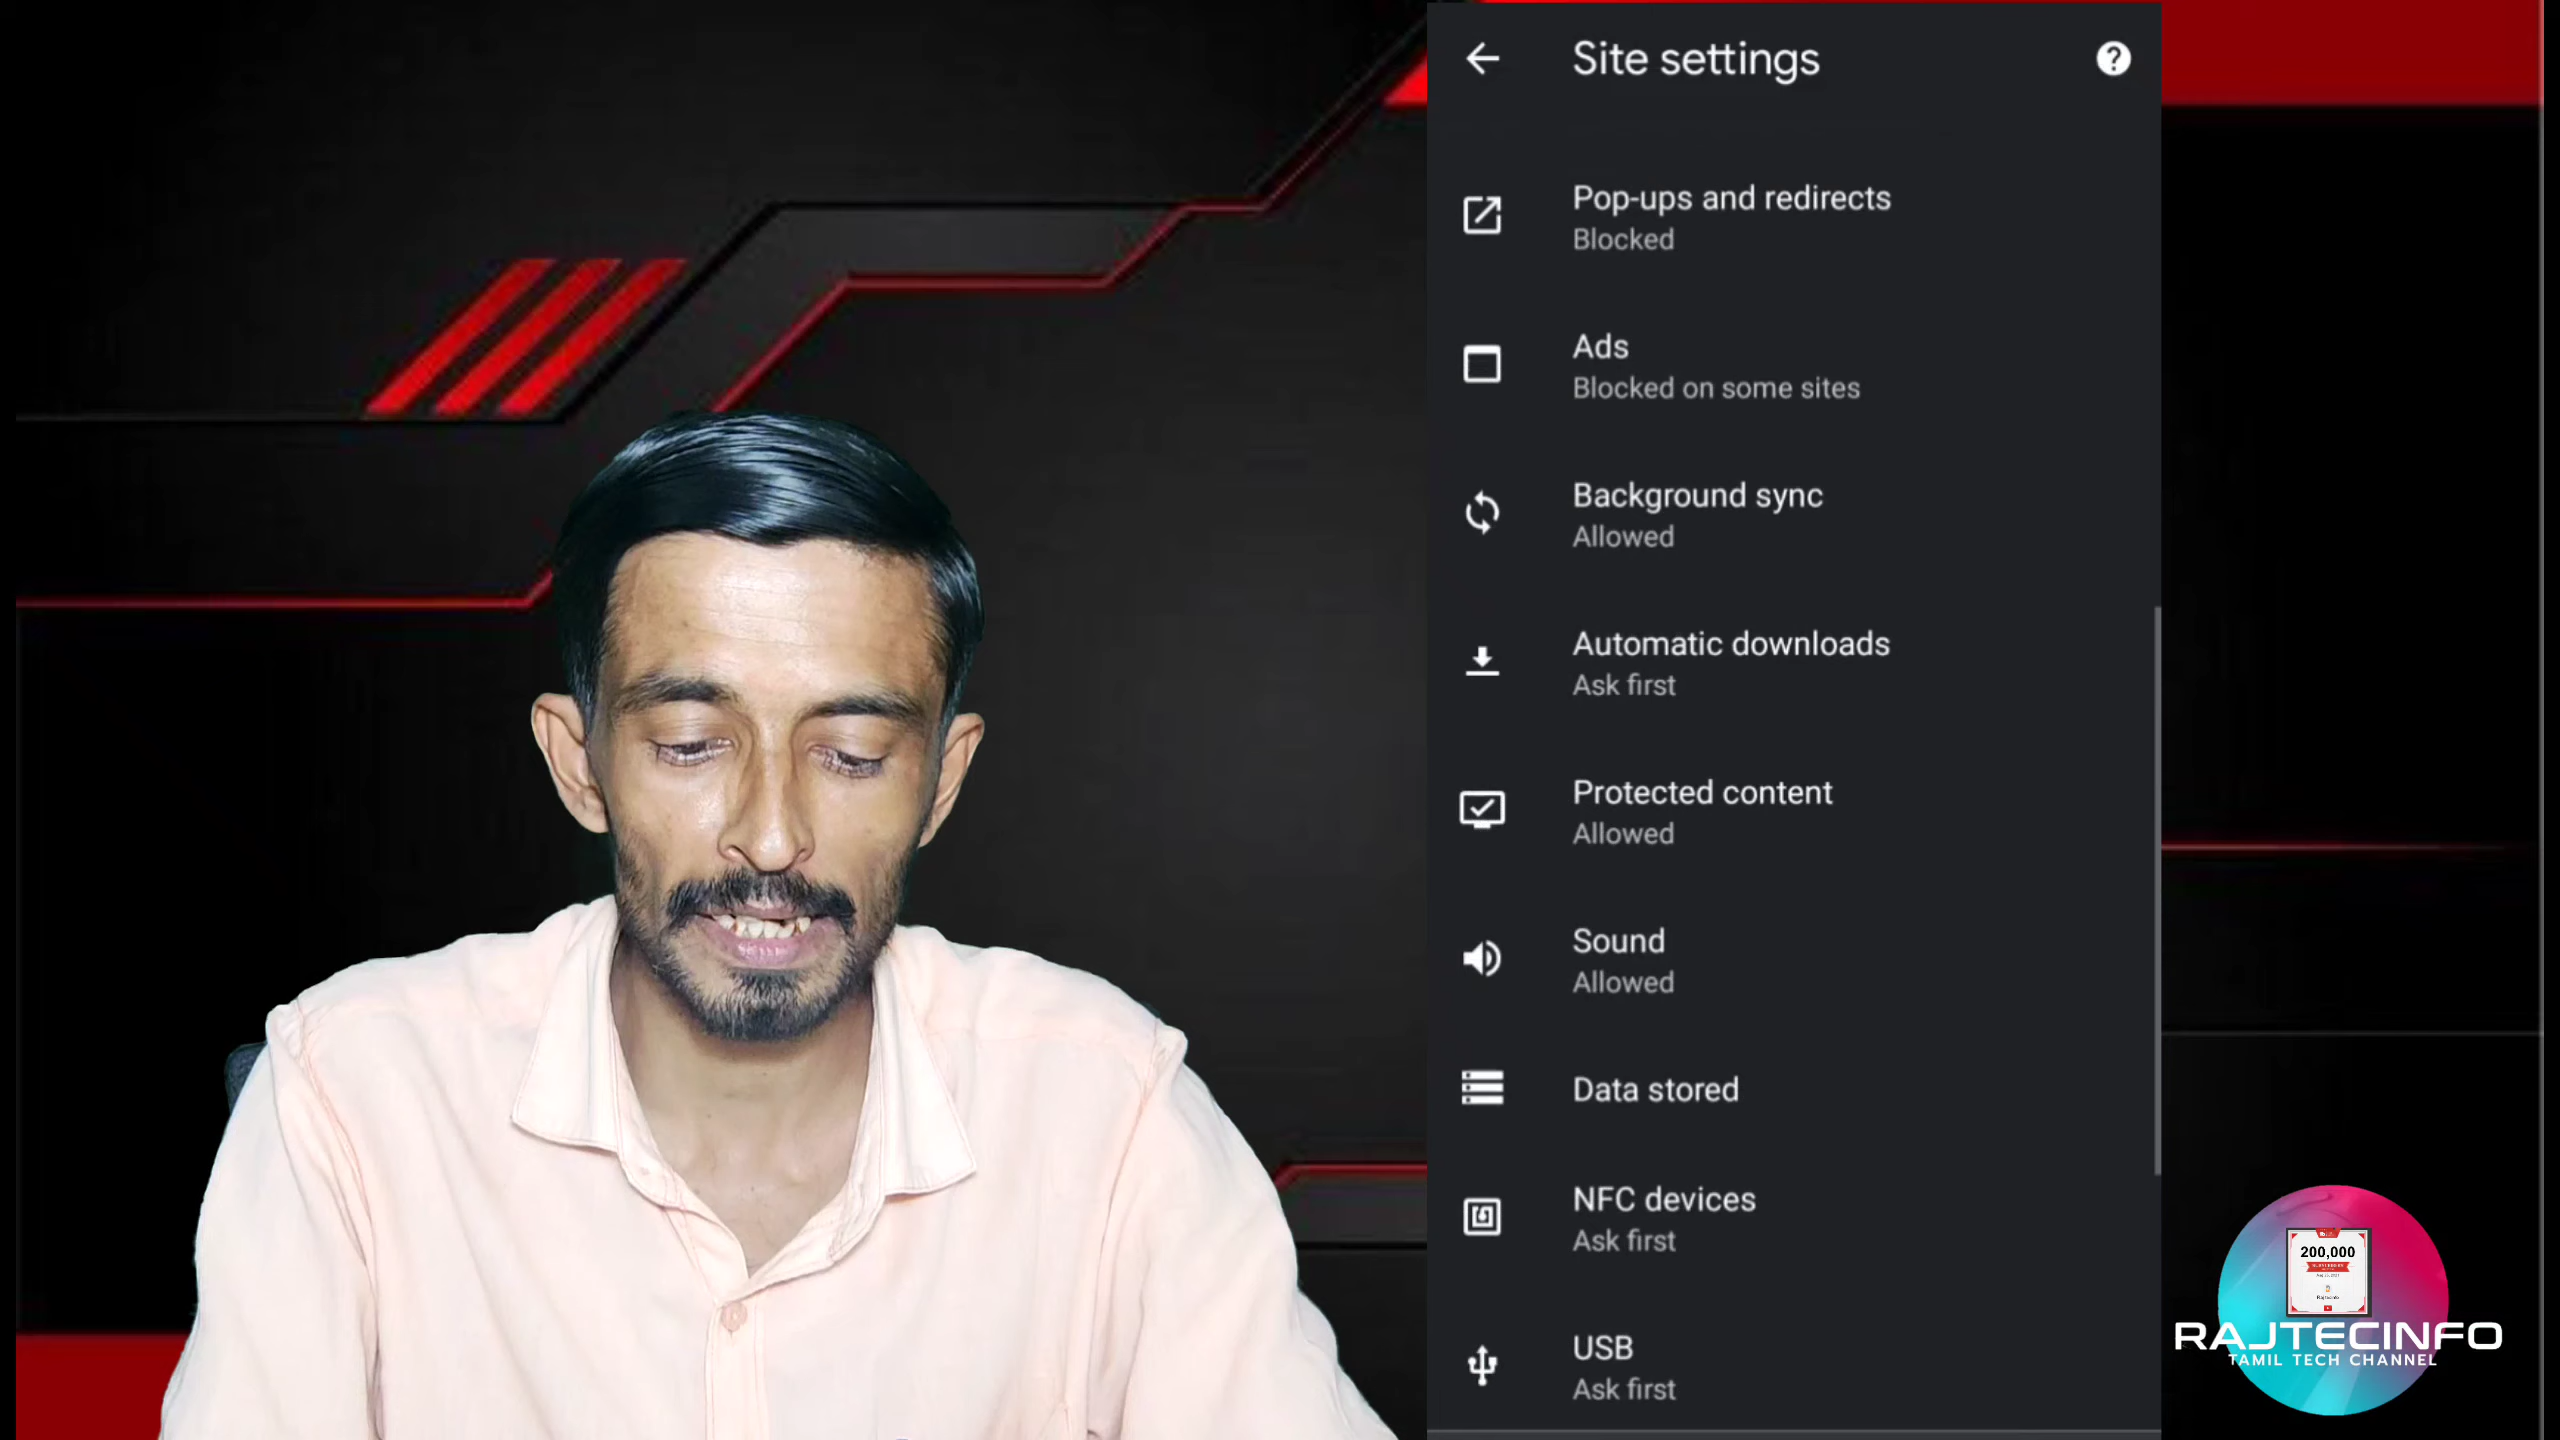 Site settings
Pop-ups and redirects
Blocked
Ads
Blocked on some sites
Background sync
Allowed
Automatic downloads
Ask first
Protected content
Allowed
Sound
Allowed
Data stored
NFC devices
Ask first
USB
Ask first
200,000
RAJTECINFO
TAMIL TECH CHANNEL